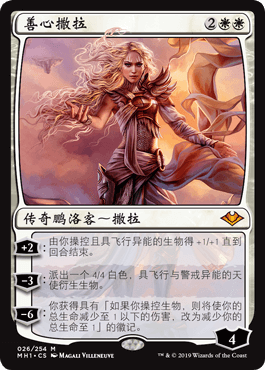 善心撒拉 2
传奇鹏洛客～撒拉
+2: 由你操控且具飞行异能的生物得+1/+1直到
回合结束。
-3: 派出一个4/4白色，具飞行与警戒异能的天
使衍生生物。
-6: 你获得具有「如果你操控生物，则将使你的
总生命减少至1以下的伤害，改为减少你的
总生命至1」的徽记。
4
026/254 M
MH1 • CS MAGALI VILLENEUVE
™ & © 2019 Wizards of the Coast